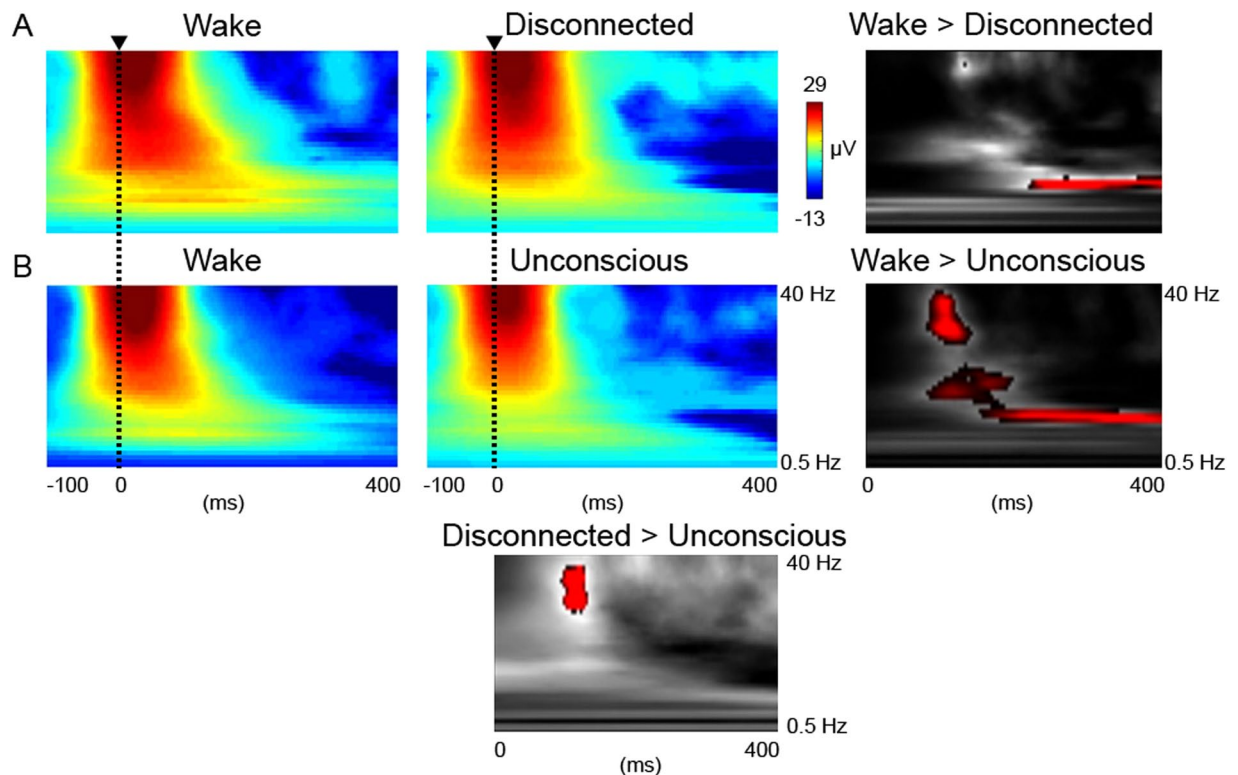 A
Wake
Disconnected
Wake > Disconnected
29
μV
-13
B
Wake
Unconscious
Wake > Unconscious
40 Hz
40 Hz
0.5 Hz
0.5 Hz
-100 0 400
-100 0 400
0 400
(ms)
(ms)
(ms)
Disconnected > Unconscious
40 Hz
0.5 Hz
0 400
(ms)